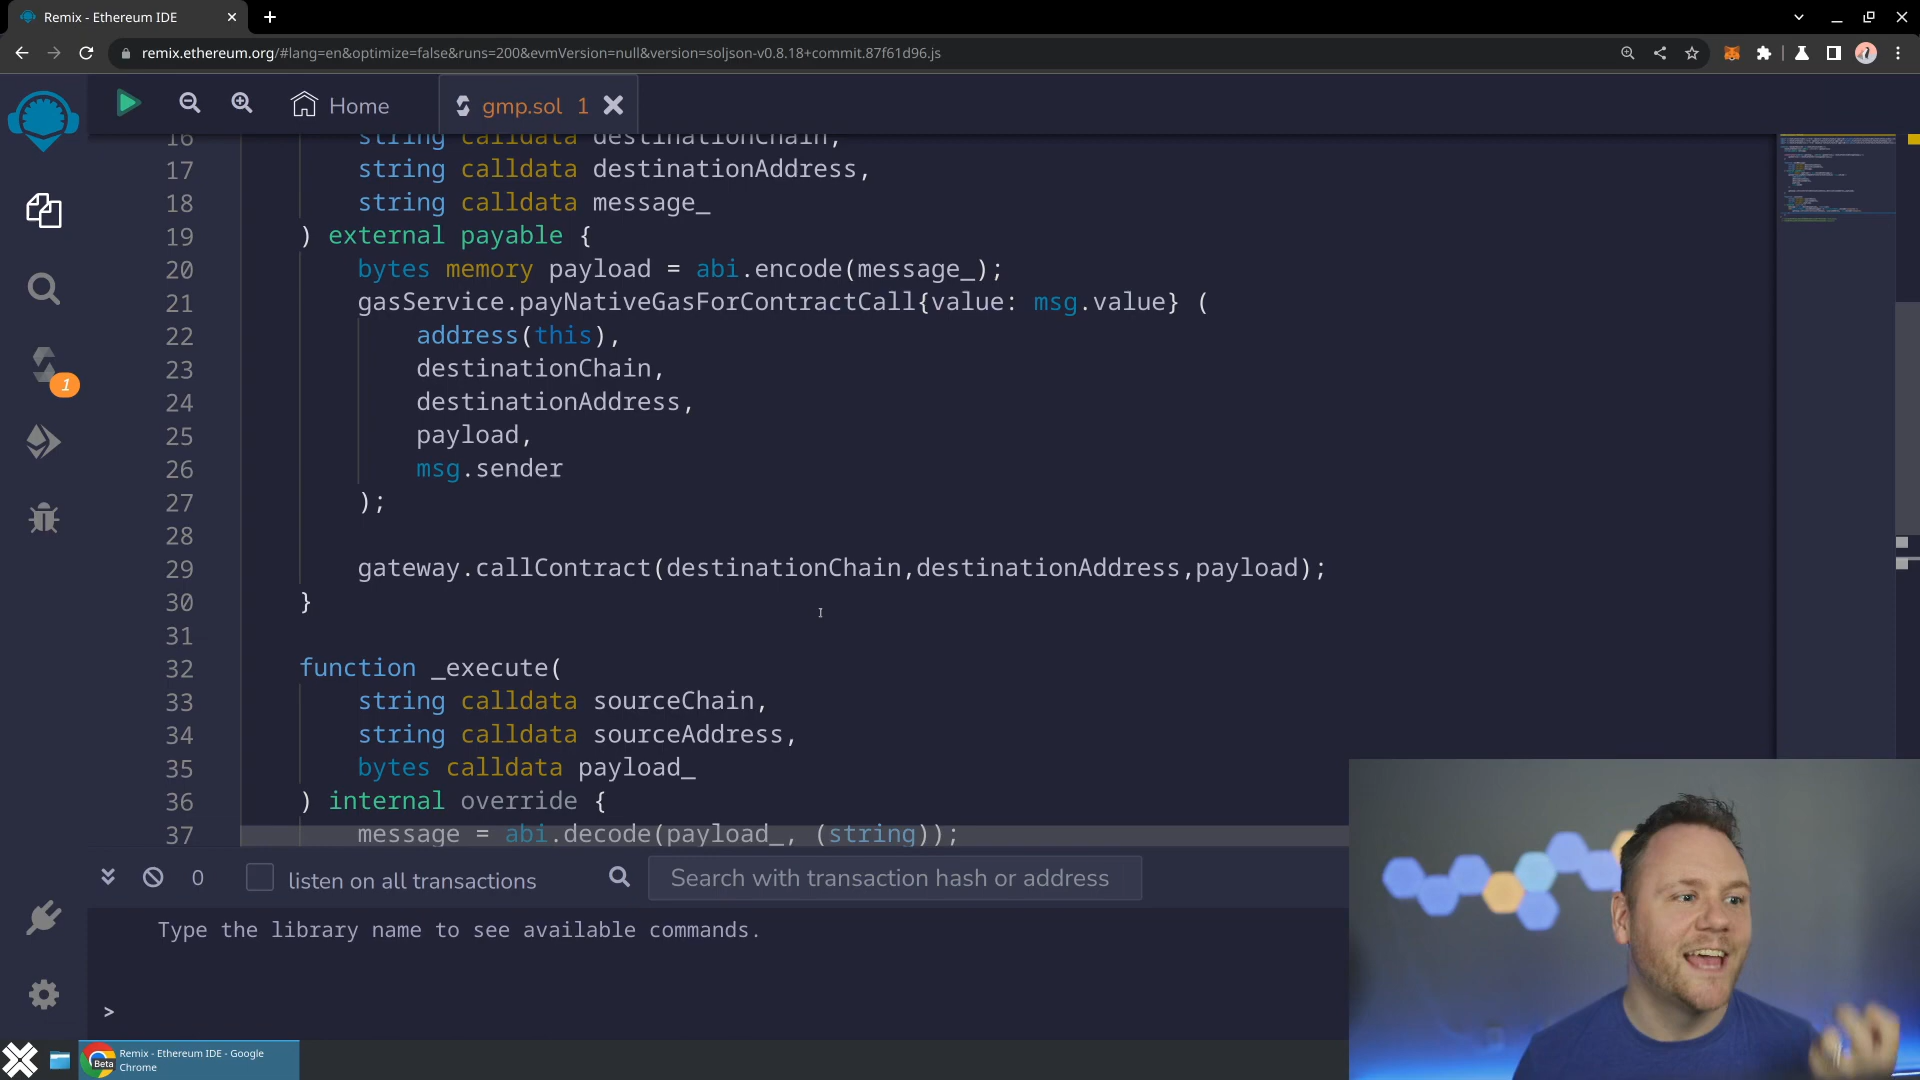 Remix - Ethereum IDE
remix.ethereum.org/#lang=en&optimize=false&runs=200&evmVersion=null&version=soljson-v0.8.18+commit.87f61d96.js
Home
gmp.sol 1
16 string calldata destinationChain,
17 string calldata destinationAddress,
18 string calldata message_
19 ) external payable {
20 bytes memory payload = abi.encode(message_);
21 gasService.payNativeGasForContractCall{value: msg.value} (
22 address(this),
23 destinationChain,
24 destinationAddress,
25 payload,
26 msg.sender
27 );
28
29 gateway.callContract(destinationChain,destinationAddress,payload);
30 }
31
32 function _execute(
33 string calldata sourceChain,
34 string calldata sourceAddress,
35 bytes calldata payload_
36 ) internal override {
37 message = abi.decode(payload_, (string));
1
0
listen on all transactions
Search with transaction hash or address
Type the library name to see available commands.
>
Beta
Remix - Ethereum IDE - Google
Chrome